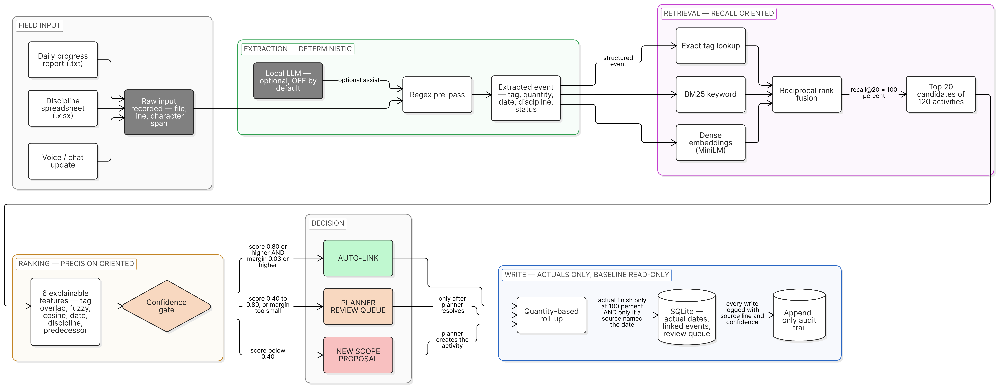 FIELD INPUT
Daily progress
report (.txt)
Discipline
spreadsheet
(.xlsx)
Voice / chat
update
Raw input
recorded — file,
line, character
span
EXTRACTION — DETERMINISTIC
Local LLM —
optional, OFF by
default
optional assist
Regex pre-pass
Extracted event
— tag, quantity,
date, discipline,
status
structured
event
RETRIEVAL — RECALL ORIENTED
Exact tag lookup
BM25 keyword
Dense
embeddings
(MiniLM)
Reciprocal rank
fusion
recall@20 = 100
percent
Top 20
candidates of
120 activities
RANKING — PRECISION ORIENTED
6 explainable
features — tag
overlap, fuzzy,
cosine, date,
discipline,
predecessor
Confidence
gate
score 0.80 or
higher AND
margin 0.03 or
higher
score 0.40 to
0.80, or margin
too small
score below
0.40
DECISION
AUTO-LINK
PLANNER
REVIEW QUEUE
NEW SCOPE
PROPOSAL
only after
planner
resolves
planner
creates the
activity
WRITE — ACTUALS ONLY, BASELINE READ-ONLY
Quantity-based
roll-up
actual finish only
at 100 percent
AND only if a
source named
the date
SQLite —
actual dates,
linked events,
review queue
every write
logged with
source line and
confidence
Append-
only audit
trail